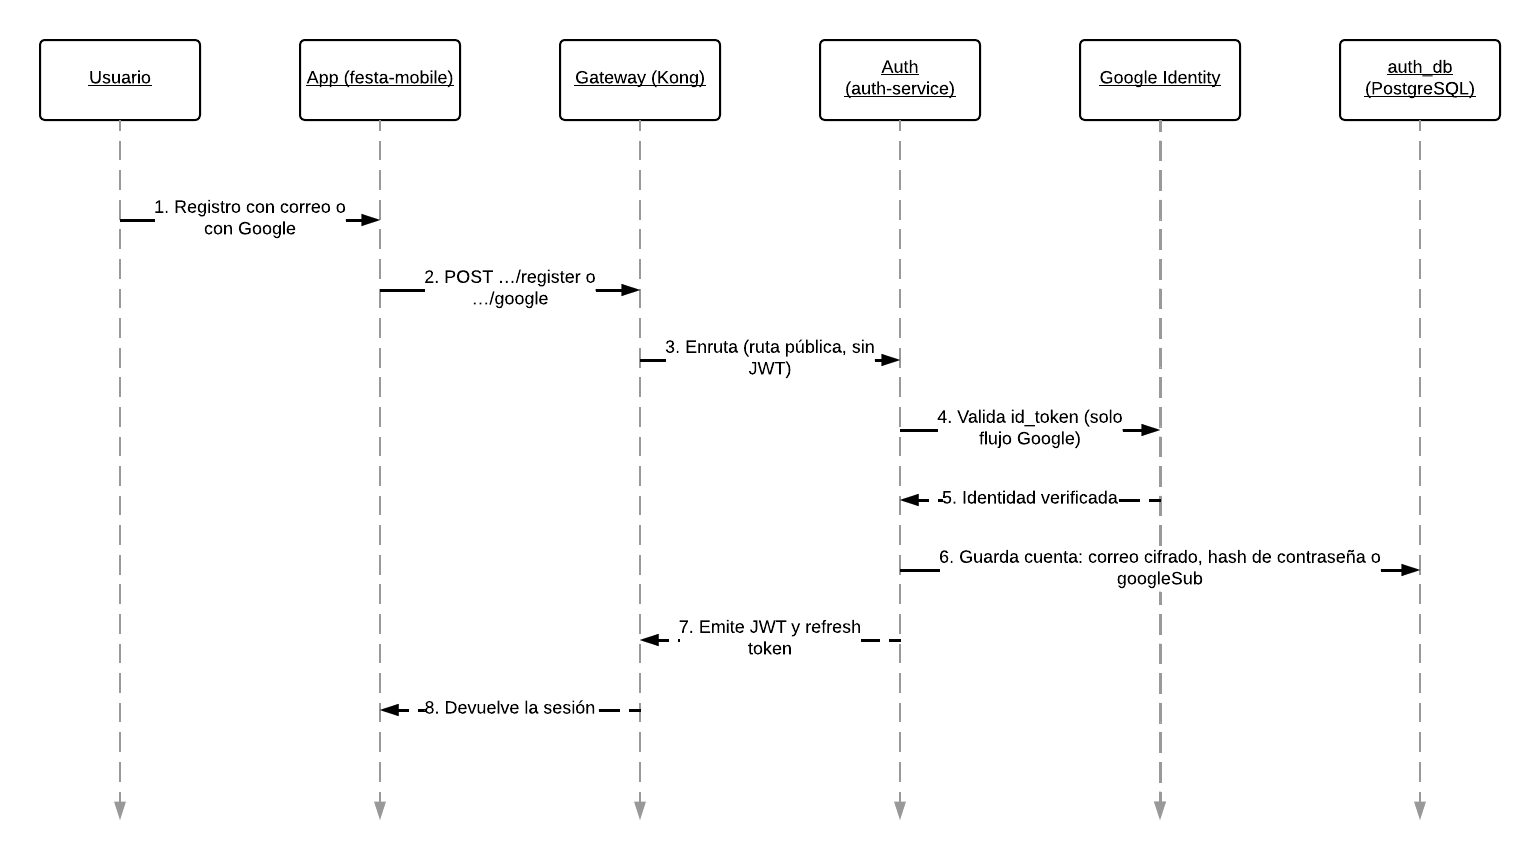 Usuario
App (festa-mobile)
Gateway (Kong)
Auth
(auth-service)
Google Identity
auth_db
(PostgreSQL)
1. Registro con correo o
con Google
2. POST …/register o
…/google
3. Enruta (ruta pública, sin
JWT)
4. Valida id_token (solo
flujo Google)
5. Identidad verificada
6. Guarda cuenta: correo cifrado, hash de contraseña o
googleSub
7. Emite JWT y refresh
token
8. Devuelve la sesión